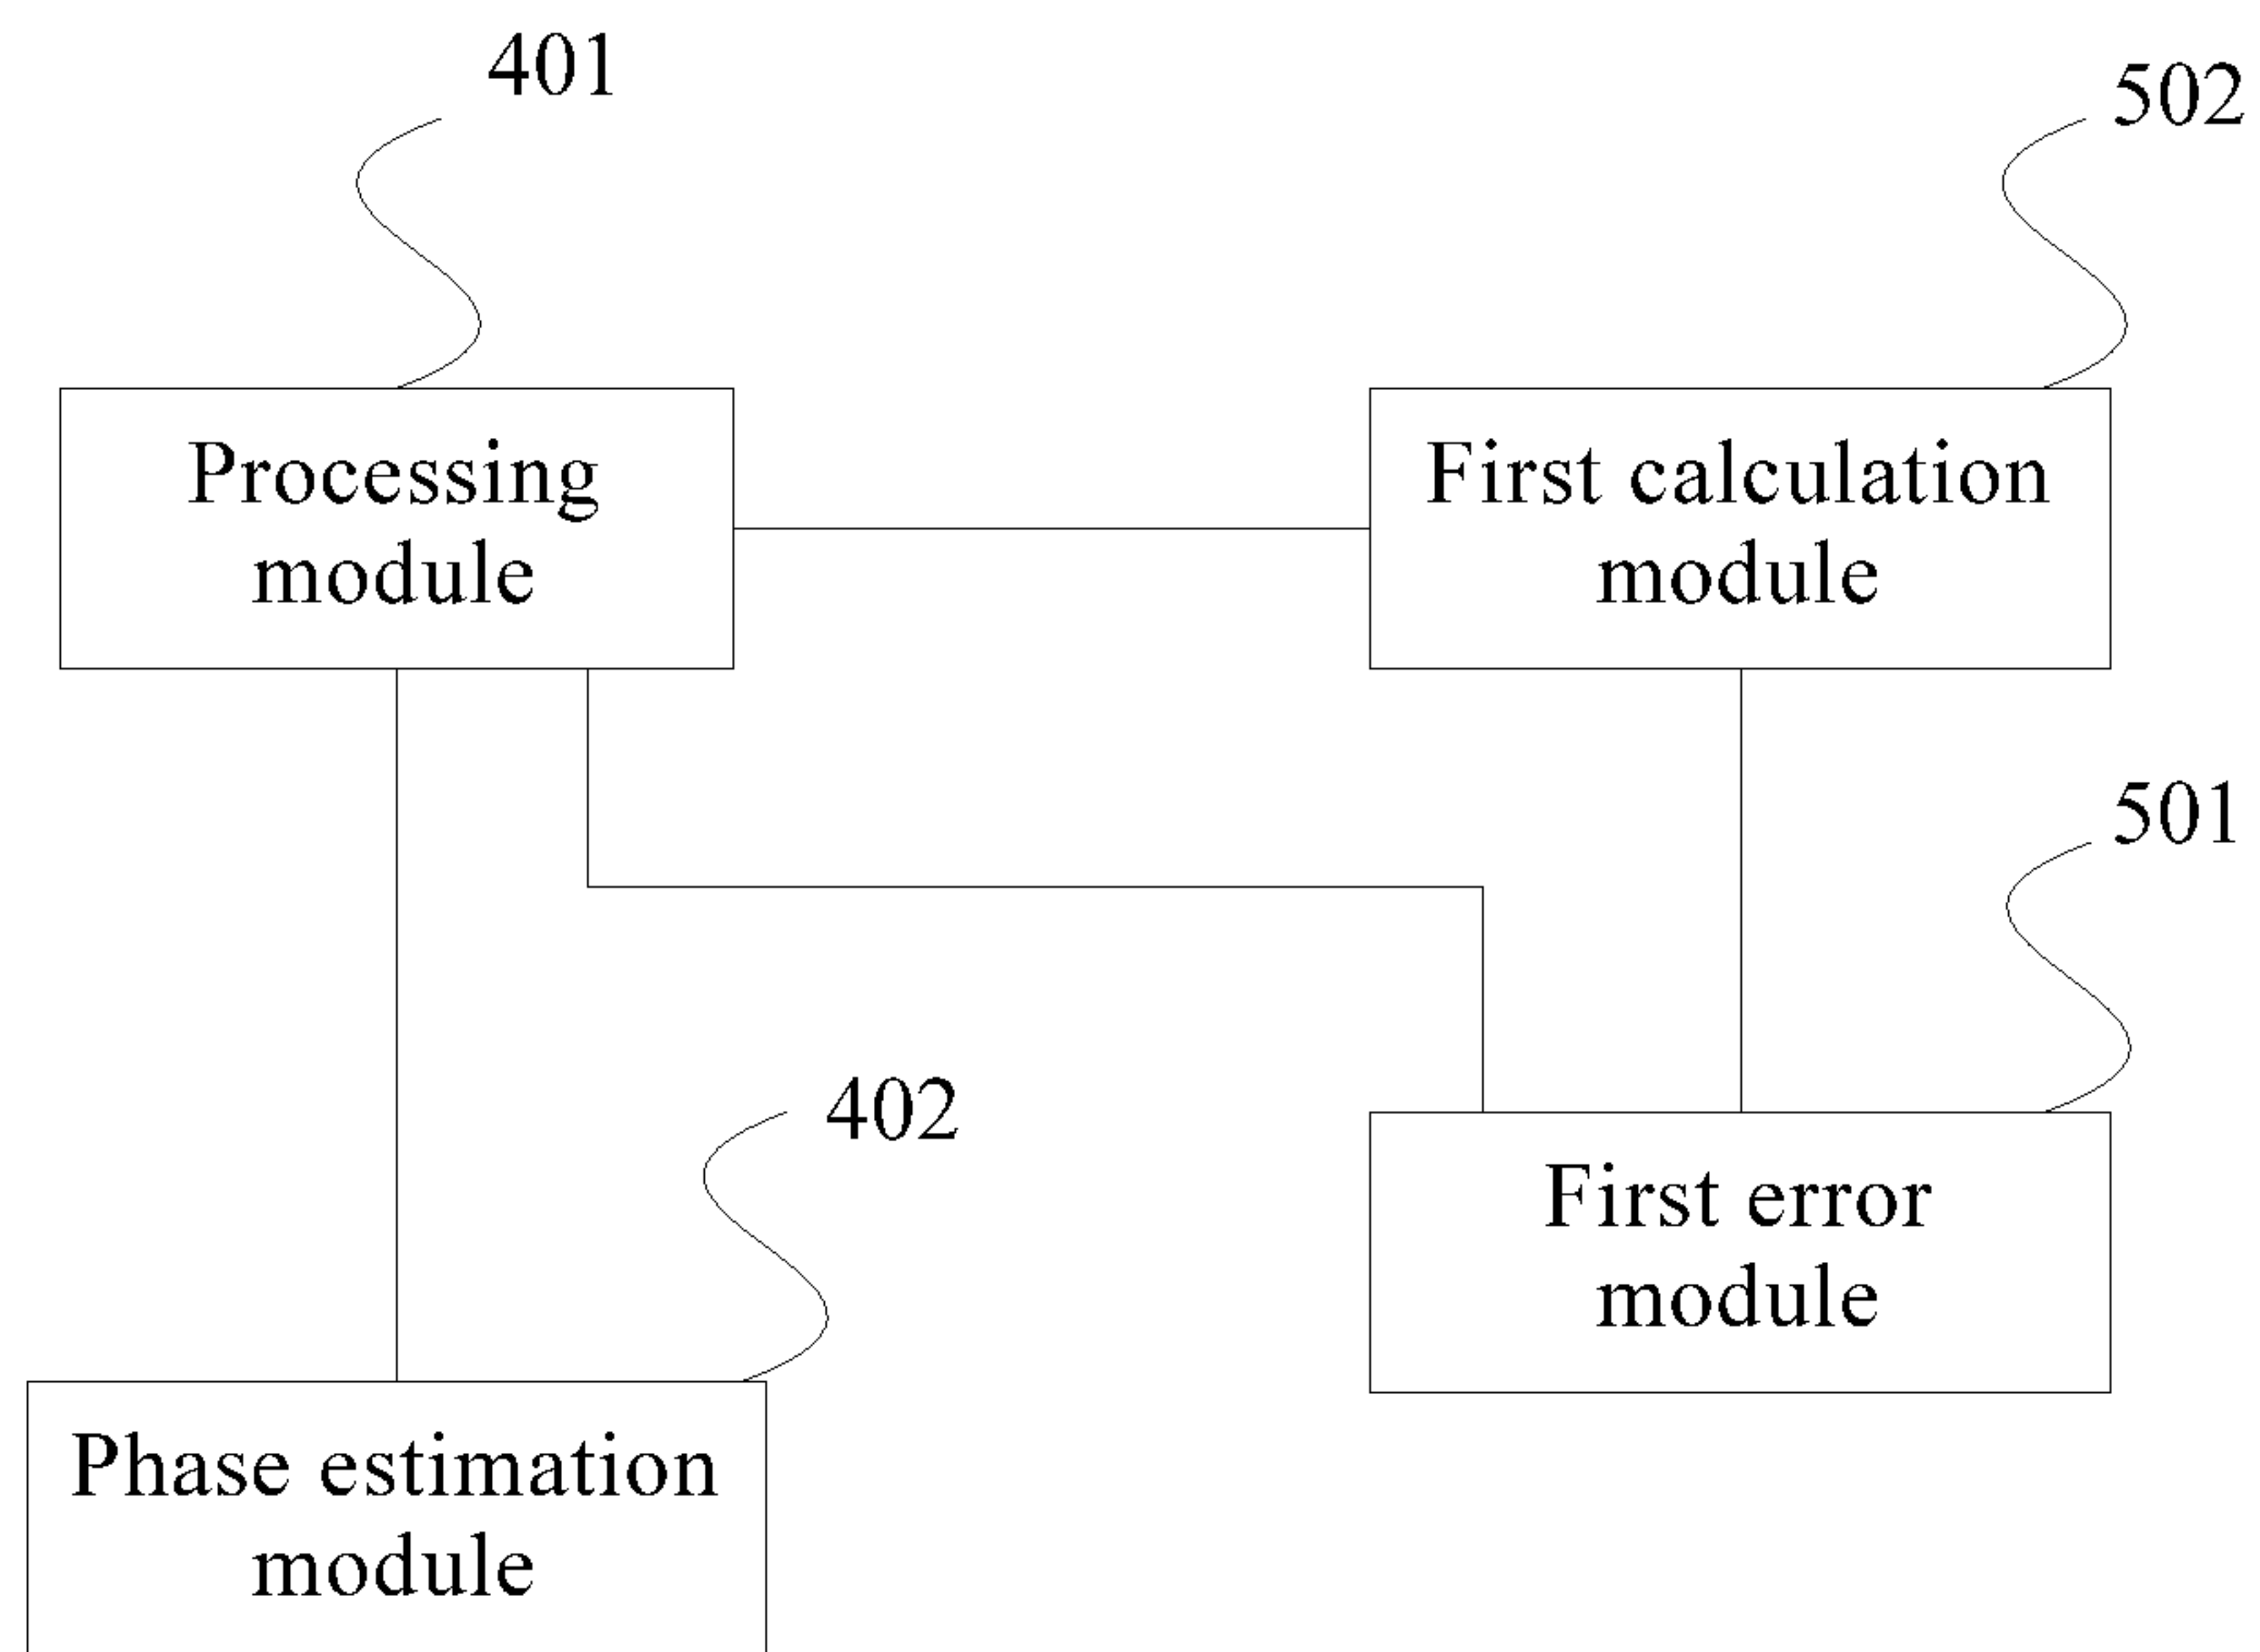 401
502
Processing
module
First calculation
module
501
402
First error
module
Phase estimation
module